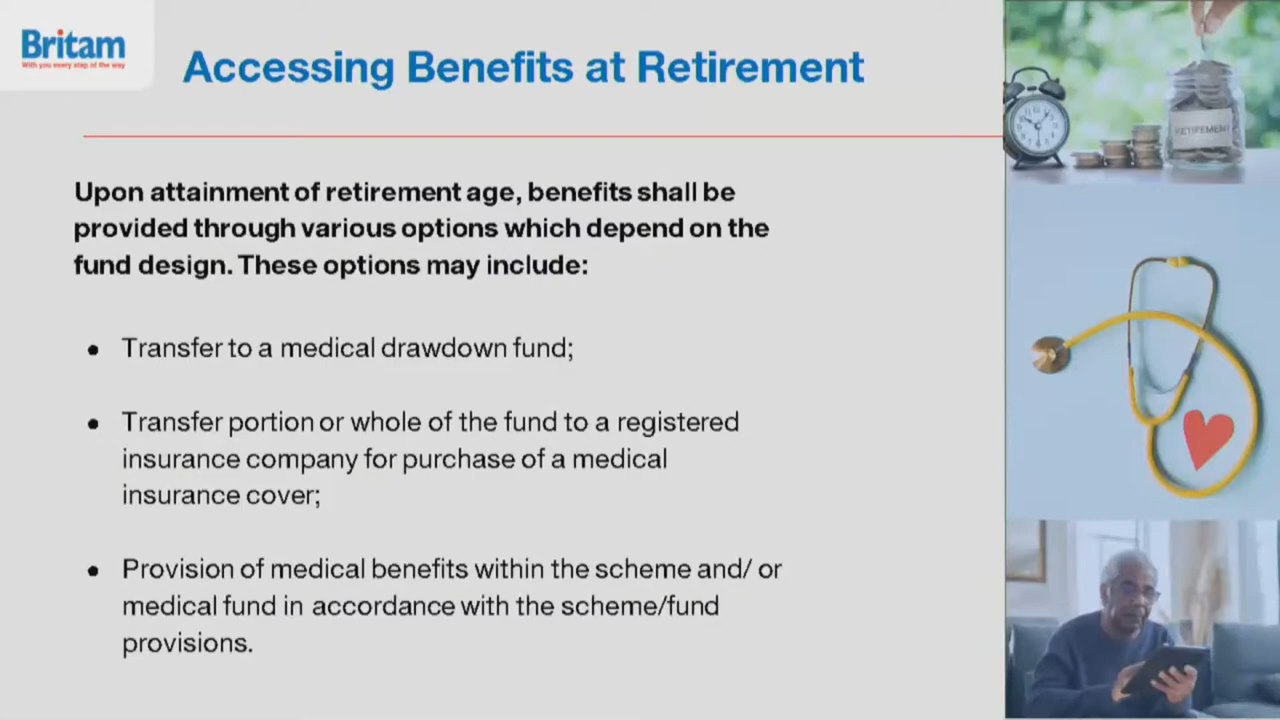 Britam
With you every step of the way
Accessing Benefits at Retirement
Upon attainment of retirement age, benefits shall be
provided through various options which depend on the
fund design. These options may include:
• Transfer to a medical drawdown fund;
• Transfer portion or whole of the fund to a registered
insurance company for purchase of a medical
insurance cover;
• Provision of medical benefits within the scheme and/ or
medical fund in accordance with the scheme/fund
provisions.
RETIREMENT